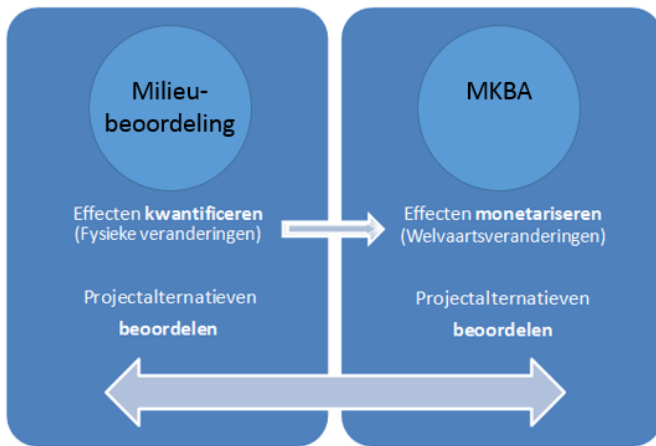 Milieu-
beoordeling
Effecten kwantificeren
(Fysieke veranderingen)
Projectalternatieven
beoordelen
MKBA
Effecten monetariseren
(Welvaartsveranderingen)
Projectalternatieven
beoordelen